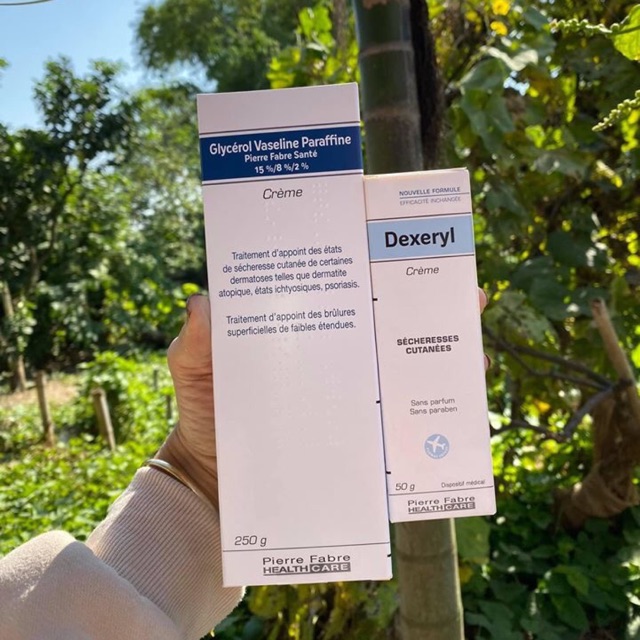 Glycérol Vaseline Paraffine
Pierre Fabre Santé
15 %/8 %/2 %
Crème
Traitement d'appoint des états
de sécheresse cutanée de certaines
dermatoses telles que dermatite
atopique, états ichtyosiques, psoriasis.
Traitement d'appoint des brûlures
superficielles de faibles étendues.
250 g
Pierre Fabre
HEALTH CARE
NOUVELLE FORMULE
EFFICACITÉ INCHANGÉE
Dexeryl
Crème
SÉCHERESSES
CUTANÉES
Sans parfum
Sans paraben
50 g
Dispositif médical
Pierre Fabre
HEALTH CARE